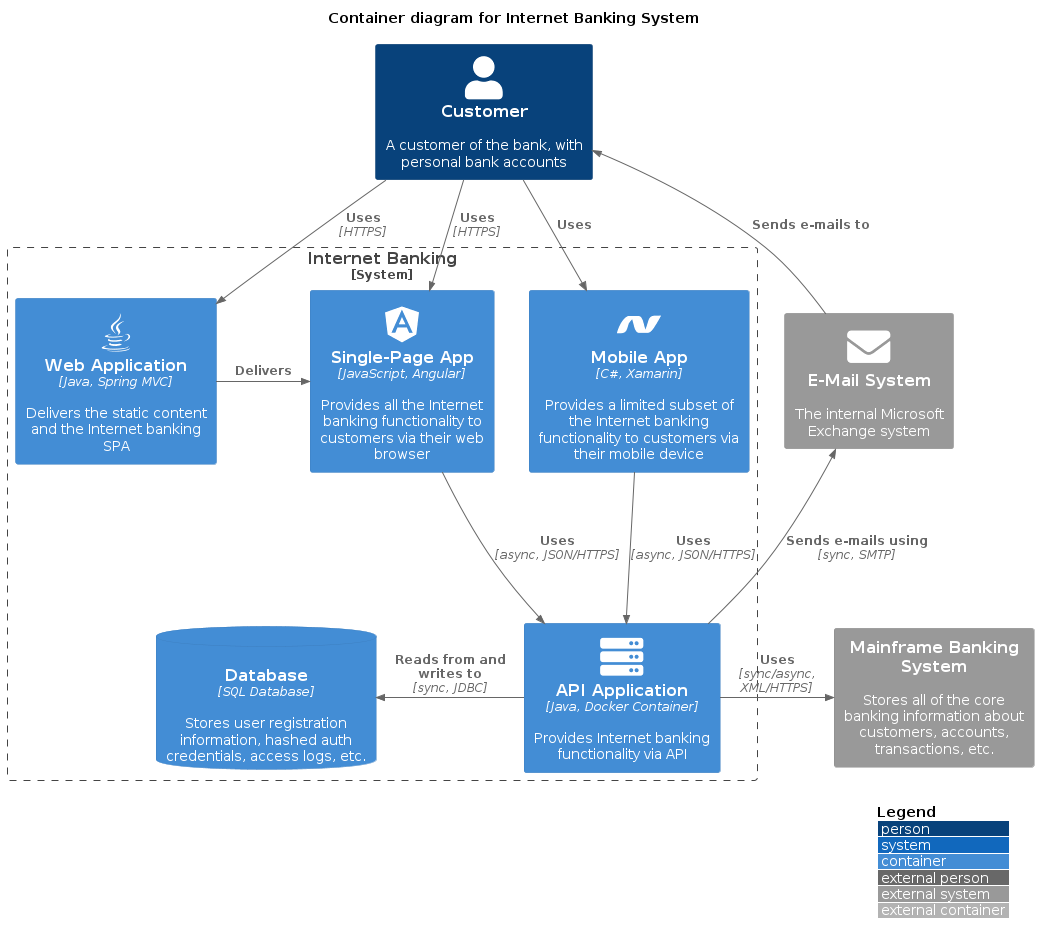 Container diagram for Internet Banking System
Customer
A customer of the bank, with
personal bank accounts
Uses
[HTTPS]
Uses
[HTTPS]
Uses
Sends e-mails to
Internet Banking
[System]
Web Application
[Java, Spring MVC]
Delivers the static content
and the Internet banking
SPA
Delivers
Single-Page App
[JavaScript, Angular]
Provides all the Internet
banking functionality to
customers via their web
browser
Mobile App
[C#, Xamarin]
Provides a limited subset of
the Internet banking
functionality to customers via
their mobile device
E-Mail System
The internal Microsoft
Exchange system
Uses
[async, JSON/HTTPS]
Uses
[async, JSON/HTTPS]
Sends e-mails using
[sync, SMTP]
Database
[SQL Database]
Stores user registration
information, hashed auth
credentials, access logs, etc.
Reads from and
writes to
[sync, JDBC]
API Application
[Java, Docker Container]
Provides Internet banking
functionality via API
Uses
[sync/async,
XML/HTTPS]
Mainframe Banking
System
Stores all of the core
banking information about
customers, accounts,
transactions, etc.
Legend
person
system
container
external person
external system
external container